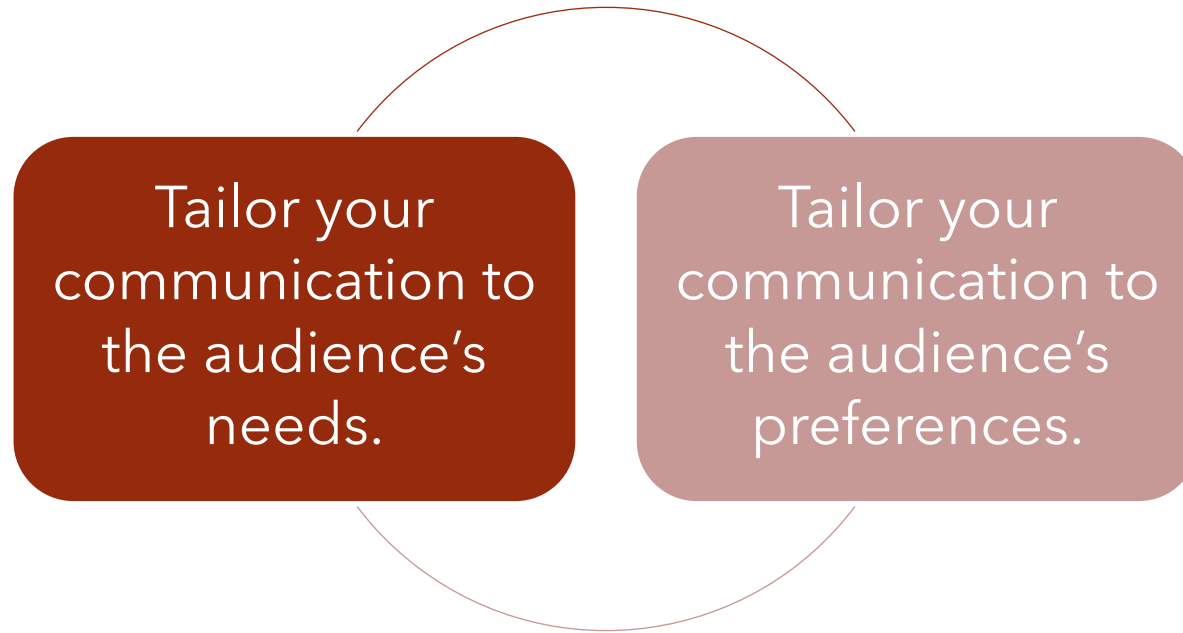 Tailor your
communication to
the audience’s
needs.
Tailor your
communication to
the audience’s
preferences.